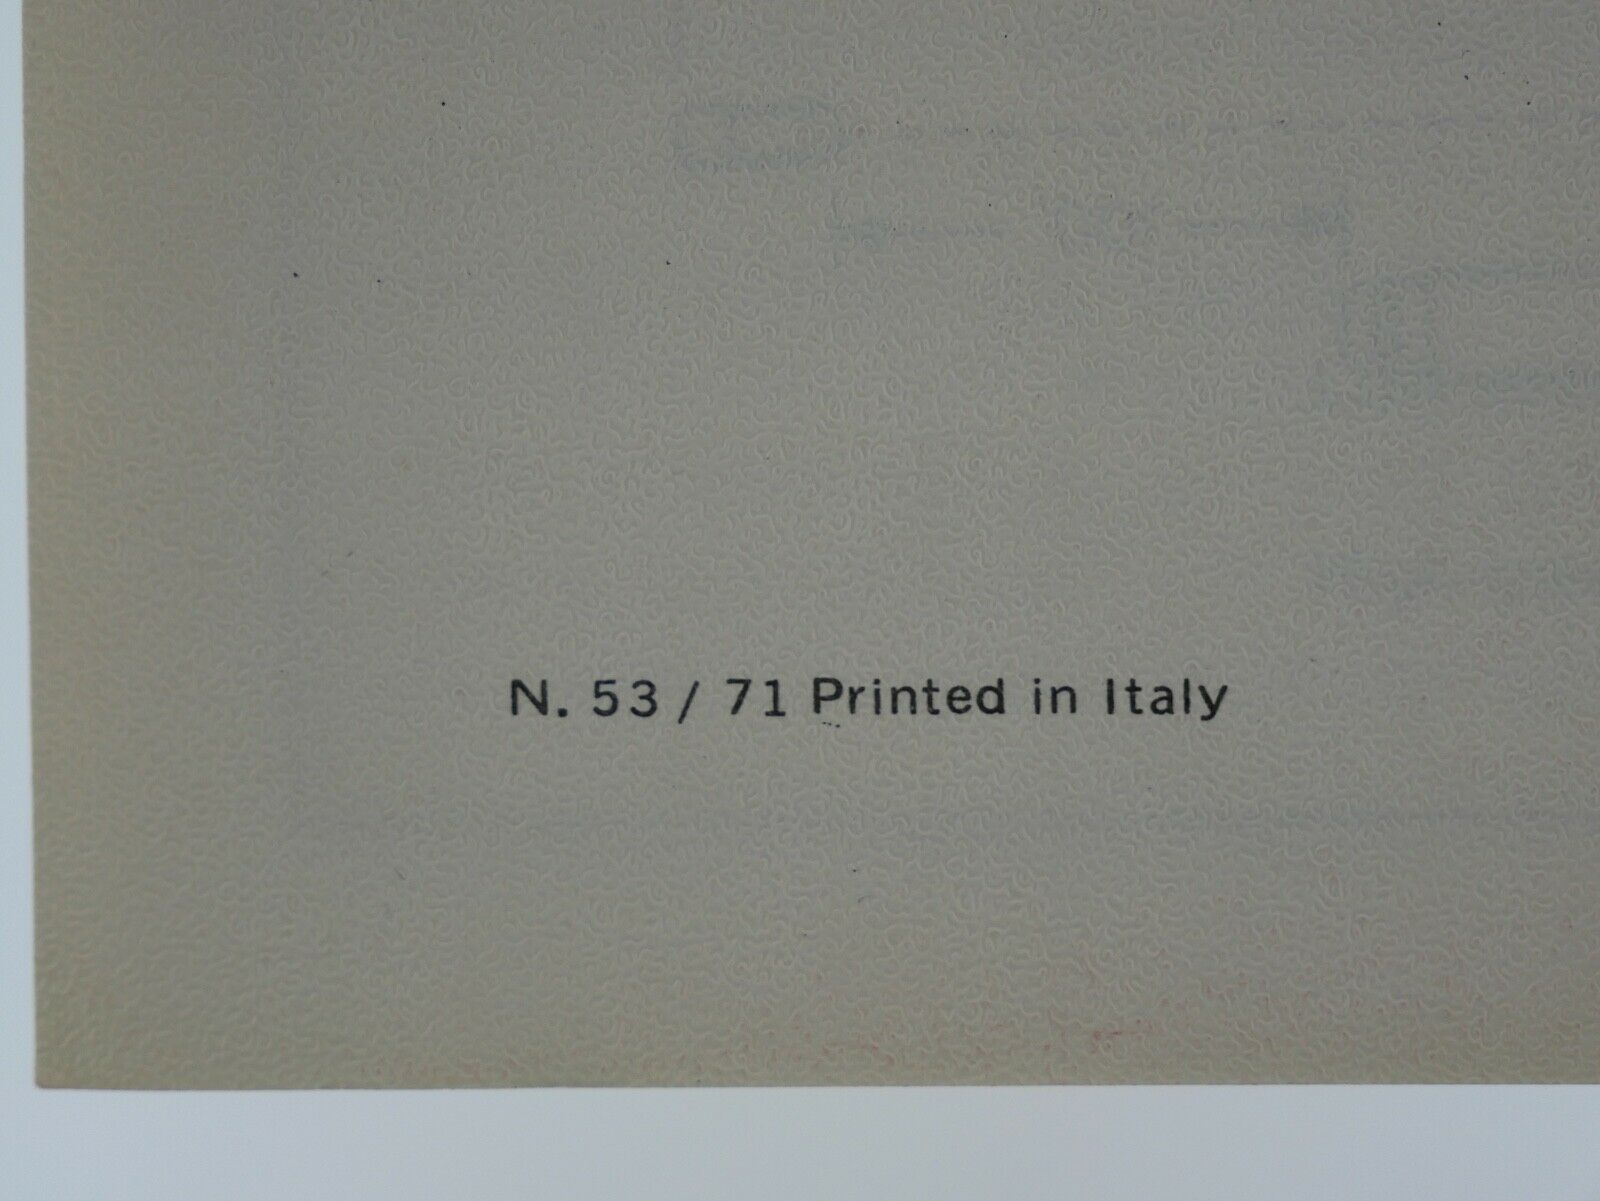 N. 53 / 71 Printed in Italy